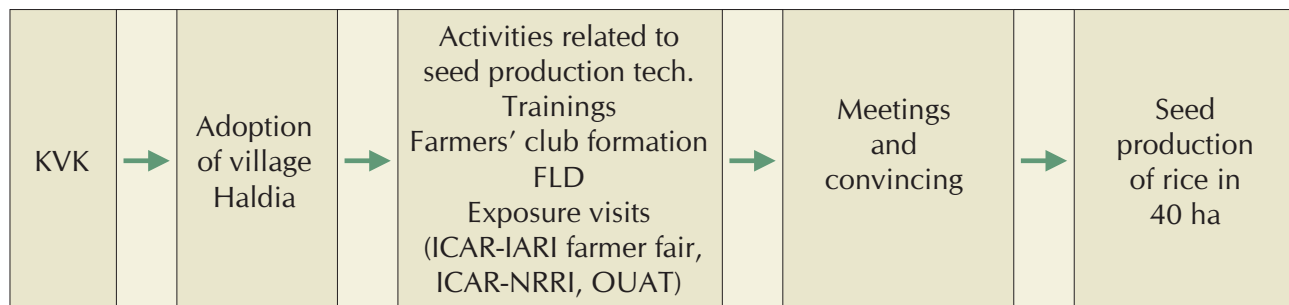 KVK
Adoption
of village
Haldia
Activities related to
seed production tech.
Trainings
Farmers' club formation
FLD
Exposure visits
(ICAR-IARI farmer fair,
ICAR-NRRI, OUAT)
Meetings
and
convincing
Seed
production
of rice in
40 ha